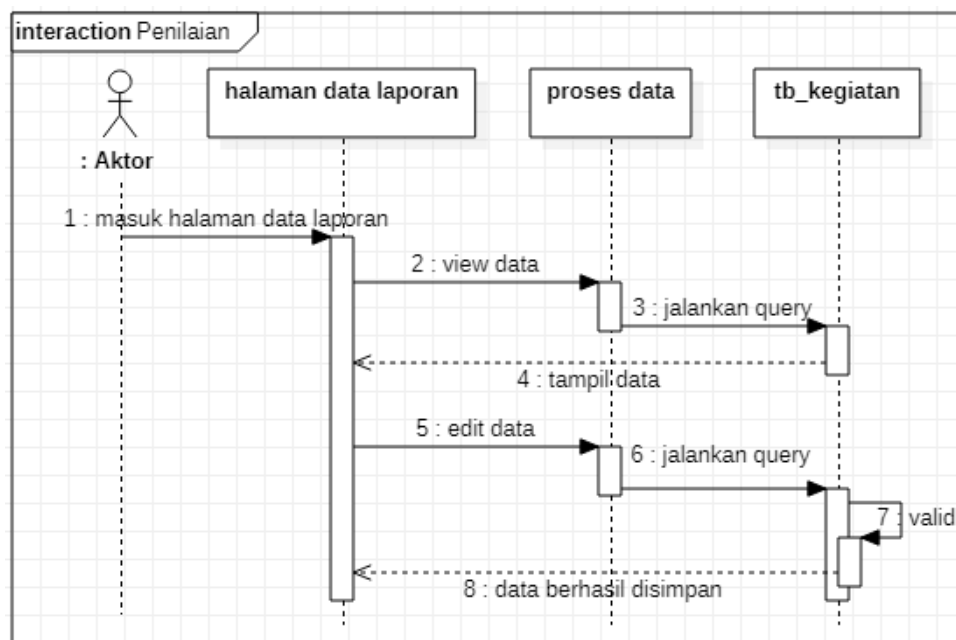 interaction Penilaian
halaman data laporan
proses data
tb_kegiatan
: Aktor
1 : masuk halaman data laporan
2 : view data
3 : jalankan query
4 : tampil data
5 : edit data
6 : jalankan query
7 : valid
8 : data berhasil disimpan